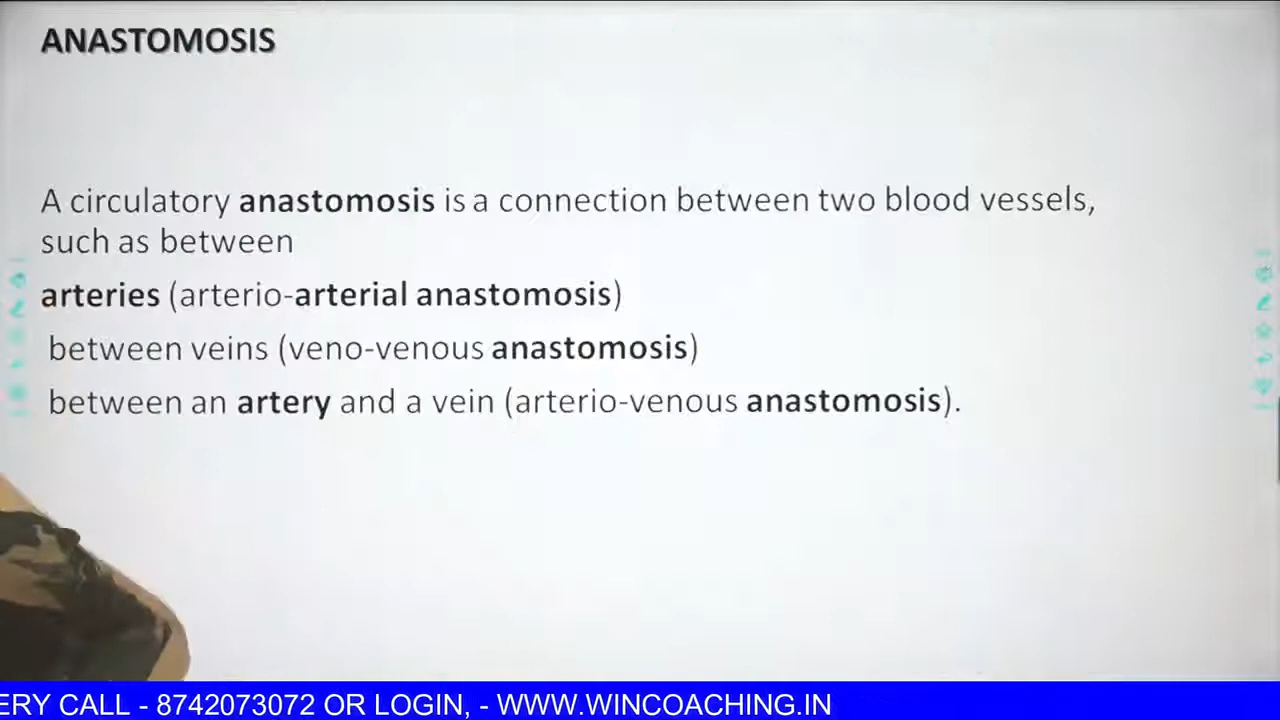 ANASTOMOSIS
A circulatory anastomosis is a connection between two blood vessels,
such as between
arteries (arterio-arterial anastomosis)
between veins (veno-venous anastomosis)
between an artery and a vein (arterio-venous anastomosis).
ERY CALL - 8742073072 OR LOGIN, - WWW.WINCOACHING.IN